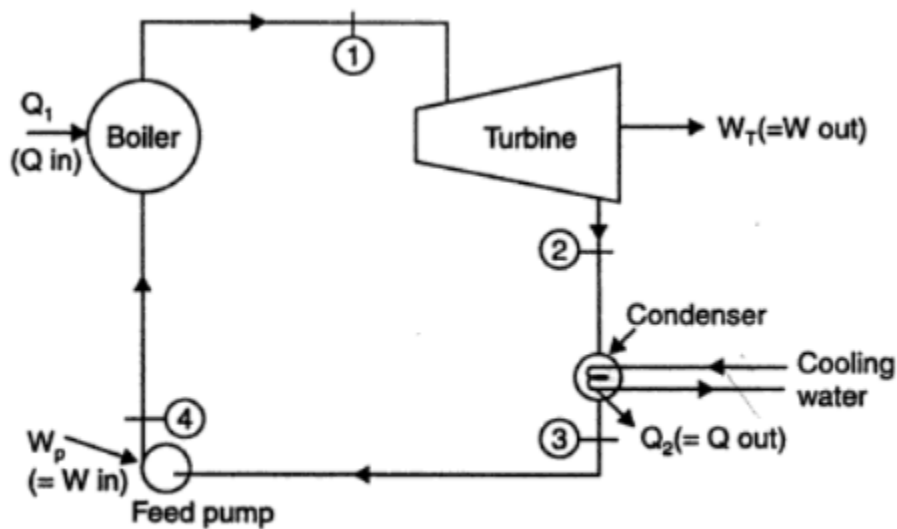 1
Q1
(Q in)
Boiler
Turbine
WT(=W out)
2
Condenser
Cooling
water
4
3
Q2(= Q out)
Wp
(= W in)
Feed pump